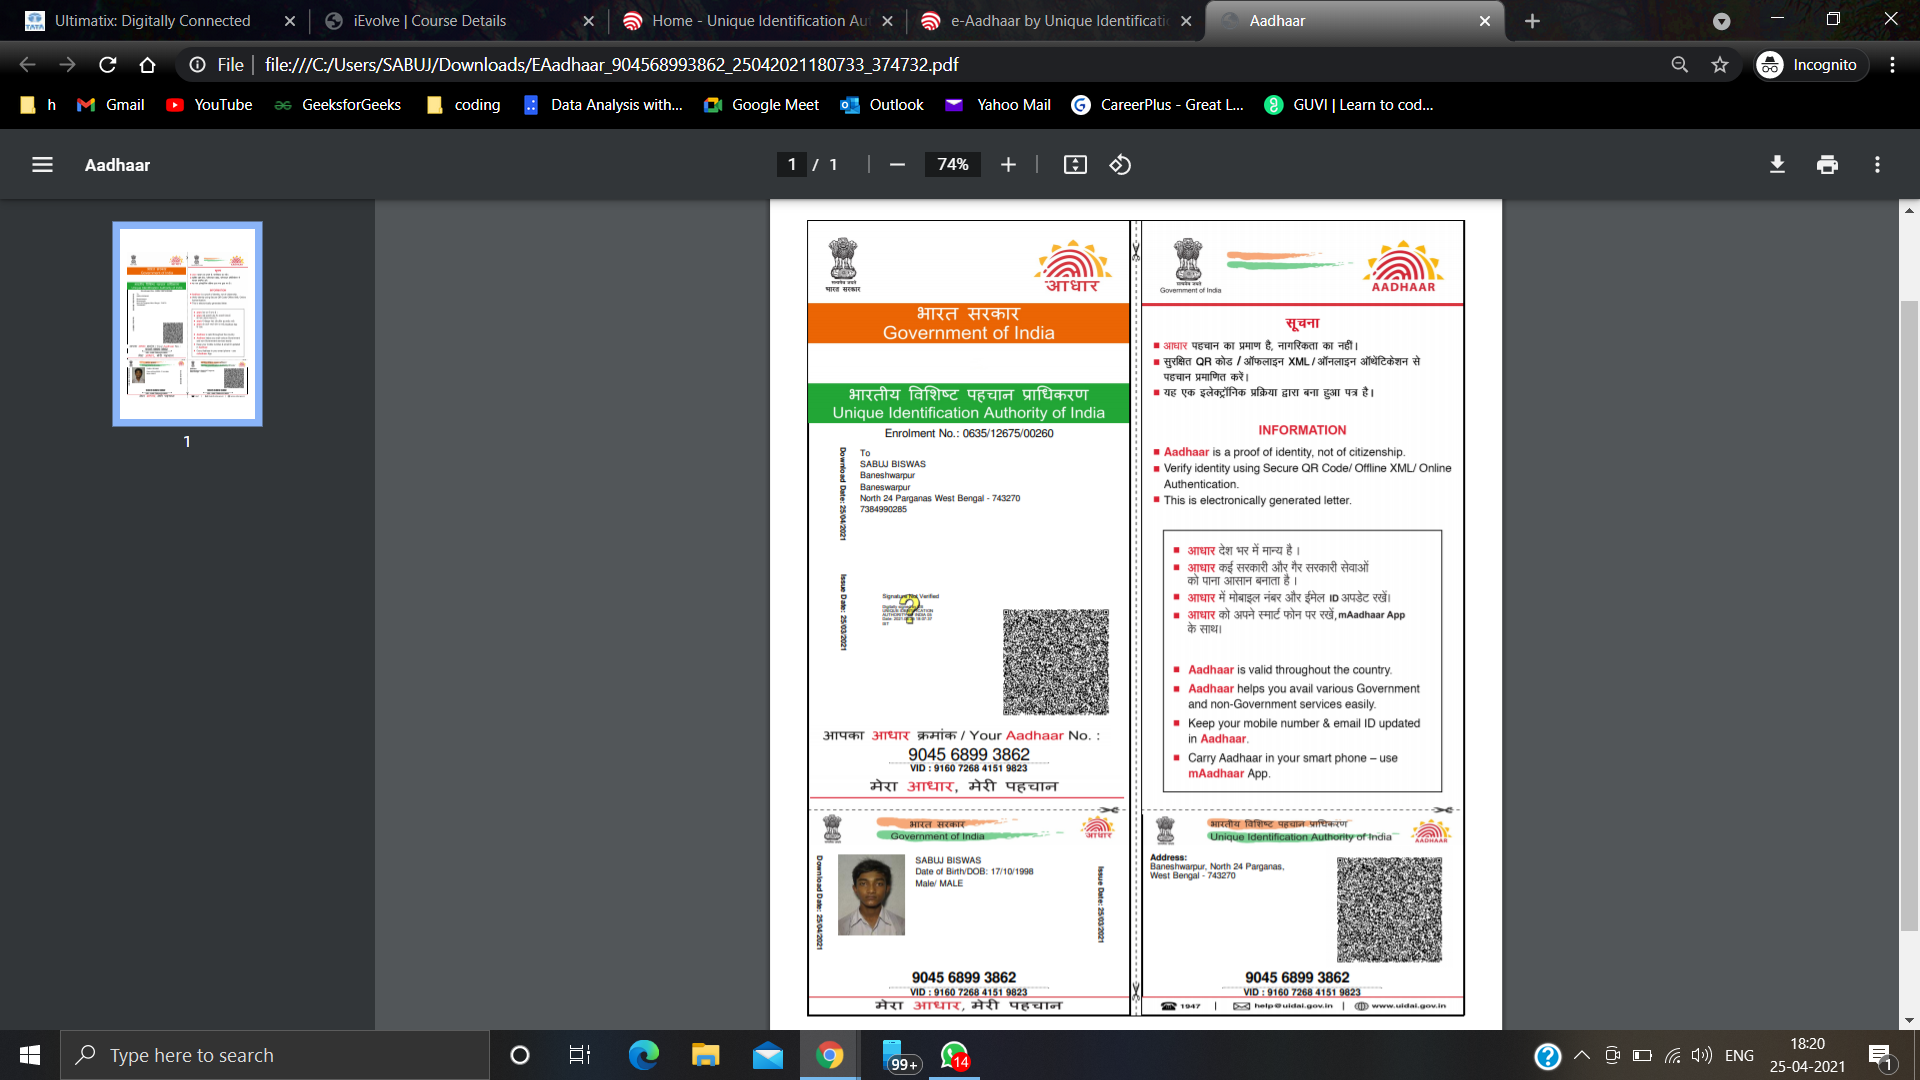 Ultimatix: Digitally Connected
iEvolve | Course Details
Home - Unique Identification Au
e-Aadhaar by Unique Identificatio
Aadhaar
File
file:///C:/Users/SABUJ/Downloads/EAadhaar_904568993862_25042021180733_374732.pdf
Incognito
h
Gmail
YouTube
GeeksforGeeks
coding
Data Analysis with...
Google Meet
Outlook
Yahoo Mail
CareerPlus - Great L...
GUVI | Learn to cod...
Aadhaar
1 / 1
74%
1
सत्यमेव जयते
भारत सरकार
आधार
भारत सरकार
Government of India
भारतीय विशिष्ट पहचान प्राधिकरण
Unique Identification Authority of India
Enrolment No.: 0635/12675/00260
Download Date: 25/04/2021
To
SABUJ BISWAS
Baneshwarpur
Baneswarpur
North 24 Parganas West Bengal - 743270
7384990285
Issue Date: 25/03/2021
Signature Not Verified
आपका आधार क्रमांक / Your Aadhaar No. :
9045 6899 3862
VID : 9160 7268 4151 9823
मेरा आधार, मेरी पहचान
Government of India
AADHAAR
सूचना
आधार पहचान का प्रमाण है, नागरिकता का नहीं।
सुरक्षित QR कोड / ऑफलाइन XML / ऑनलाइन ऑथेंटिकेशन से
पहचान प्रमाणित करें।
यह एक इलेक्ट्रॉनिक प्रक्रिया द्वारा बना हुआ पत्र है।
INFORMATION
Aadhaar is a proof of identity, not of citizenship.
Verify identity using Secure QR Code/ Offline XML/ Online
Authentication.
This is electronically generated letter.
आधार देश भर में मान्य है ।
आधार कई सरकारी और गैर सरकारी सेवाओं
को पाना आसान बनाता है ।
आधार में मोबाइल नंबर और ईमेल ID अपडेट रखें।
आधार को अपने स्मार्ट फोन पर रखें, mAadhaar App
के साथ।
Aadhaar is valid throughout the country.
Aadhaar helps you avail various Government
and non-Government services easily.
Keep your mobile number & email ID updated
in Aadhaar.
Carry Aadhaar in your smart phone – use
mAadhaar App.
भारत सरकार
Government of India
आधार
Download Date: 25/04/2021
SABUJ BISWAS
Date of Birth/DOB: 17/10/1998
Male/ MALE
Issue Date: 25/03/2021
9045 6899 3862
VID : 9160 7268 4151 9823
मेरा आधार, मेरी पहचान
भारतीय विशिष्ट पहचान प्राधिकरण
Unique Identification Authority of India
AADHAAR
Address:
Baneshwarpur, North 24 Parganas,
West Bengal - 743270
9045 6899 3862
VID : 9160 7268 4151 9823
1947 | help@uidai.gov.in | www.uidai.gov.in
Type here to search
99+
14
ENG
18:20
25-04-2021
1